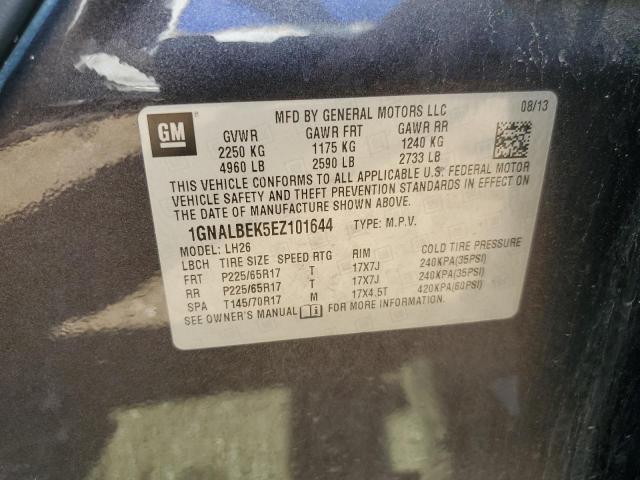 GM
MFD BY GENERAL MOTORS LLC 08/13
GVWR GAWR FRT GAWR RR
2250 KG 1175 KG 1240 KG
4960 LB 2590 LB 2733 LB
THIS VEHICLE CONFORMS TO ALL APPLICABLE U.S. FEDERAL MOTOR
VEHICLE SAFETY AND THEFT PREVENTION STANDARDS IN EFFECT ON
THE DATE OF MANUFACTURE SHOWN ABOVE.
1GNALBEK5EZ101644 TYPE: M.P.V.
MODEL: LH26
LBCH TIRE SIZE SPEED RTG RIM COLD TIRE PRESSURE
FRT P225/65R17 T 17X7J 240KPA(35PSI)
RR P225/65R17 T 17X7J 240KPA(35PSI)
SPA T145/70R17 M 17X4.5T 420KPA(60PSI)
SEE OWNER'S MANUAL FOR MORE INFORMATION.